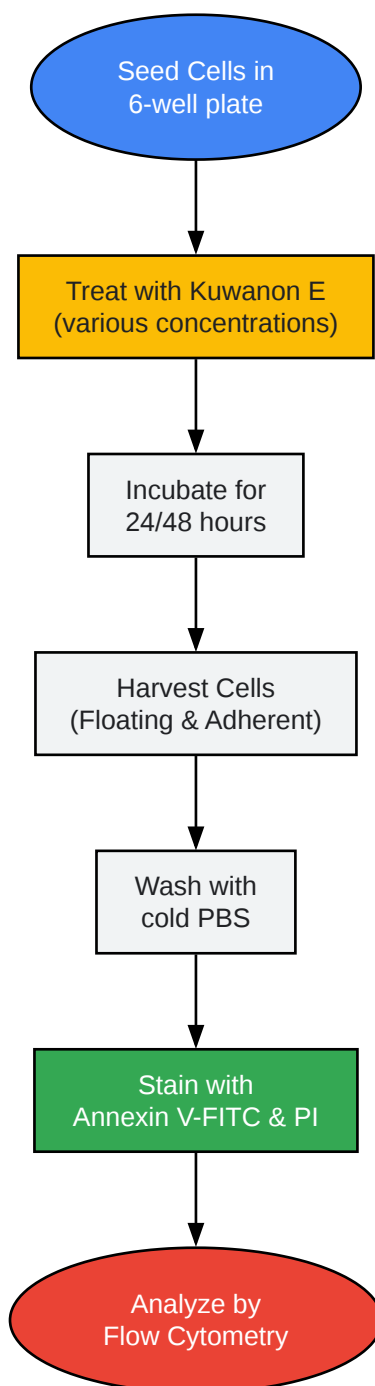 Seed Cells in
6-well plate
Treat with Kuwanon E
(various concentrations)
Incubate for
24/48 hours
Harvest Cells
(Floating & Adherent)
Wash with
cold PBS
Stain with
Annexin V-FITC & PI
Analyze by
Flow Cytometry